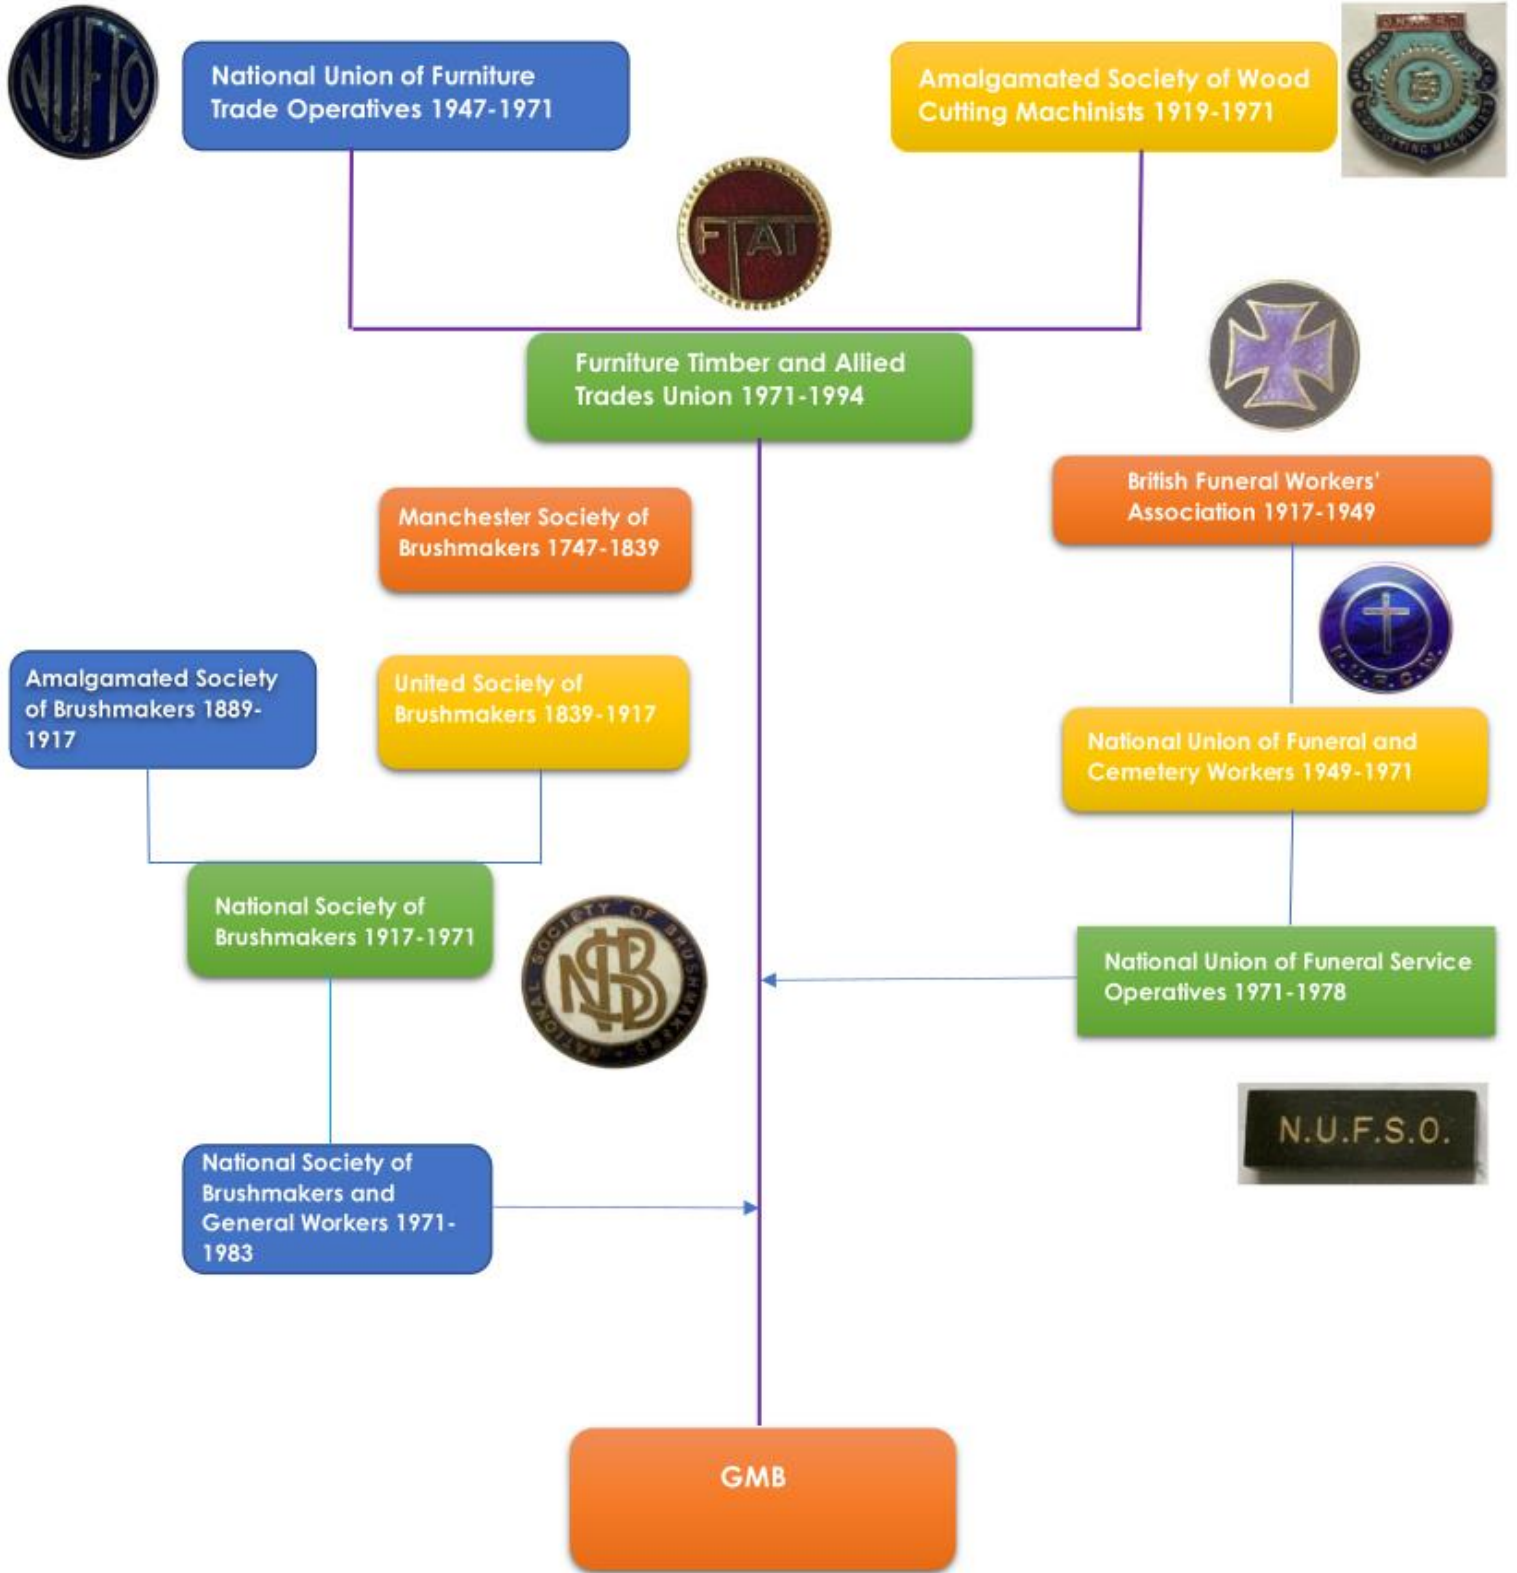 NUFTO
National Union of Furniture
Trade Operatives 1947-1971
Amalgamated Society of Wood
Cutting Machinists 1919-1971
FTAT
Furniture Timber and Allied
Trades Union 1971-1994
British Funeral Workers'
Association 1917-1949
Manchester Society of
Brushmakers 1747-1839
N.U.F.C.W.
Amalgamated Society
of Brushmakers 1889-
1917
United Society of
Brushmakers 1839-1917
National Union of Funeral and
Cemetery Workers 1949-1971
National Society of
Brushmakers 1917-1971
NATIONAL SOCIETY OF BRUSHMAKERS
NSB
National Union of Funeral Service
Operatives 1971-1978
N.U.F.S.O.
National Society of
Brushmakers and
General Workers 1971-
1983
GMB